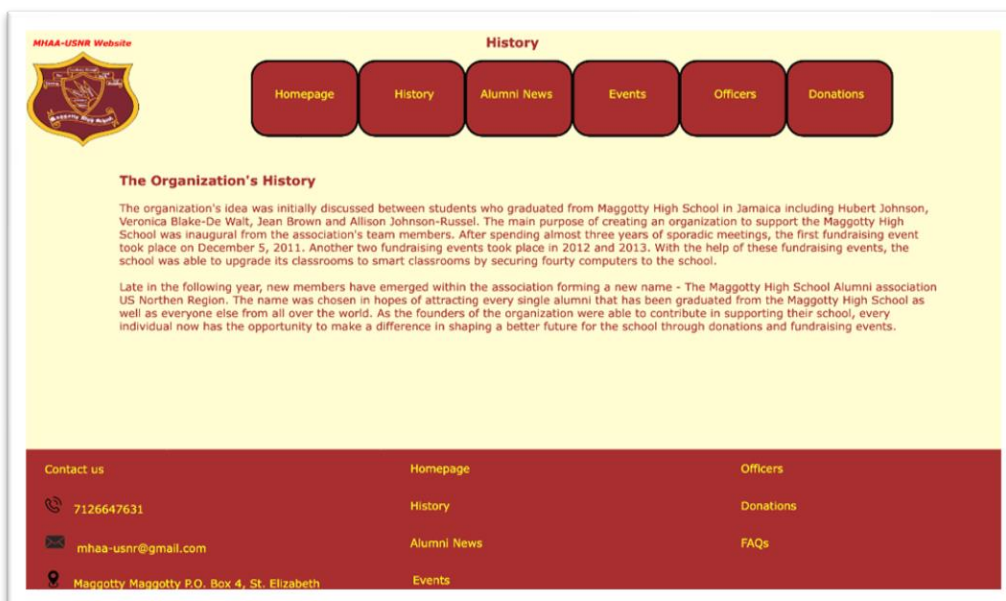 MHAA-USNR Website
History
Homepage
History
Alumni News
Events
Officers
Donations
Maggotty High School
The Organization's History
The organization's idea was initially discussed between students who graduated from Maggotty High School in Jamaica including Hubert Johnson,
Veronica Blake-De Walt, Jean Brown and Allison Johnson-Russel. The main purpose of creating an organization to support the Maggotty High
School was inaugural from the association's team members. After spending almost three years of sporadic meetings, the first fundraising event
took place on December 5, 2011. Another two fundraising events took place in 2012 and 2013. With the help of these fundraising events, the
school was able to upgrade its classrooms to smart classrooms by securing fourty computers to the school.
Late in the following year, new members have emerged within the association forming a new name - The Maggotty High School Alumni association
US Northen Region. The name was chosen in hopes of attracting every single alumni that has been graduated from the Maggotty High School as
well as everyone else from all over the world. As the founders of the organization were able to contribute in supporting their school, every
individual now has the opportunity to make a difference in shaping a better future for the school through donations and fundraising events.
Contact us
7126647631
mhaa-usnr@gmail.com
Maggotty Maggotty P.O. Box 4, St. Elizabeth
Homepage
History
Alumni News
Events
Officers
Donations
FAQs